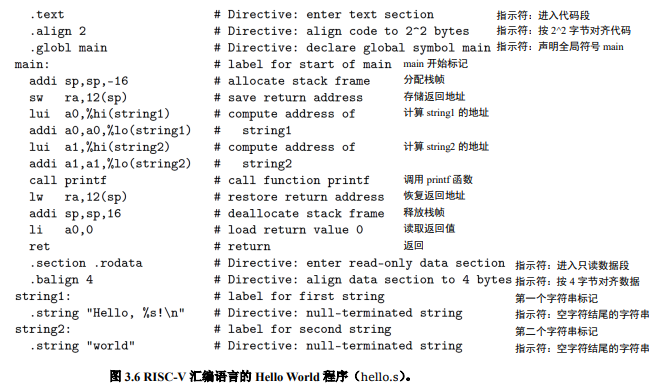 .text # Directive: enter text section 指示符：进入代码段
.align 2 # Directive: align code to 2^2 bytes 指示符：按 2^2 字节对齐代码
.globl main # Directive: declare global symbol main 指示符：声明全局符号 main
main: # label for start of main main 开始标记
addi sp,sp,-16 # allocate stack frame 分配栈帧
sw ra,12(sp) # save return address 存储返回地址
lui a0,%hi(string1) # compute address of 计算 string1 的地址
addi a0,a0,%lo(string1) # string1
lui a1,%hi(string2) # compute address of 计算 string2 的地址
addi a1,a1,%lo(string2) # string2
call printf # call function printf 调用 printf 函数
lw ra,12(sp) # restore return address 恢复返回地址
addi sp,sp,16 # deallocate stack frame 释放栈帧
li a0,0 # load return value 0 读取返回值
ret # return 返回
.section .rodata # Directive: enter read-only data section 指示符：进入只读数据段
.balign 4 # Directive: align data section to 4 bytes 指示符：按 4 字节对齐数据
string1: # label for first string 第一个字符串标记
.string "Hello, %s!\n" # Directive: null-terminated string 指示符：空字符结尾的字符串
string2: # label for second string 第二个字符串标记
.string "world" # Directive: null-terminated string 指示符：空字符结尾的字符串
图 3.6 RISC-V 汇编语言的 Hello World 程序（hello.s）。